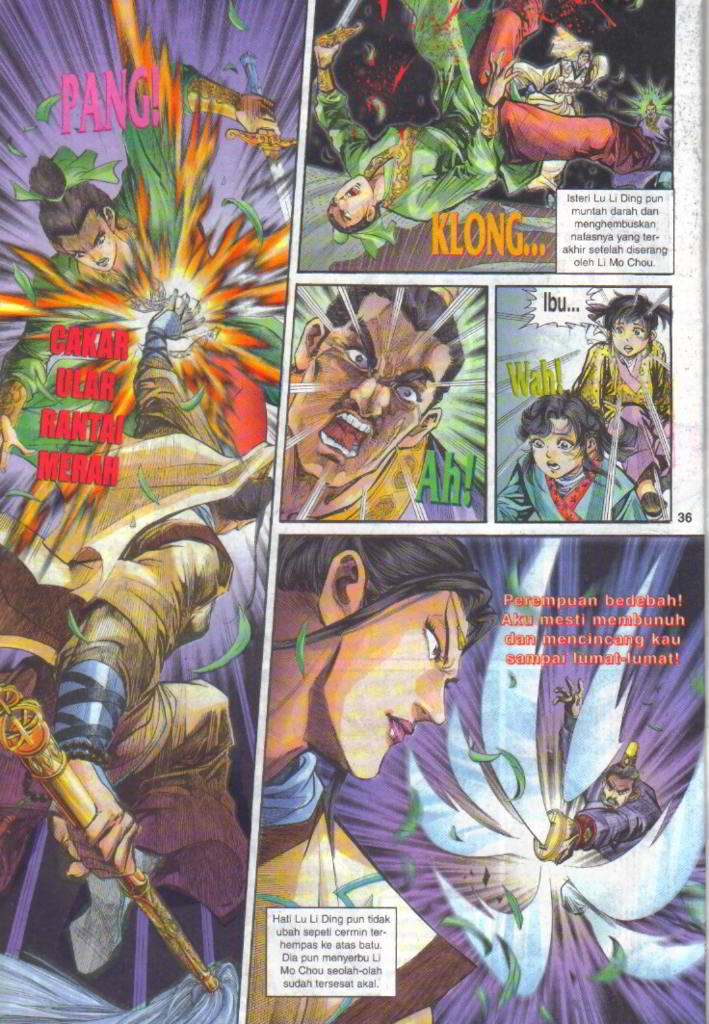 PANG!
CAKAR
ULAR
RANTAI
MERAH
KLONG...
Isteri Lu Li Ding pun
muntah darah dan
menghembuskan
nafasnya yang ter-
akhir setelah diserang
oleh Li Mo Chou.
Ah!
Ibu...
Wah!
36
Perempuan bedebah!
Aku mesti membunuh
dan mencincang kau
sampai lumat-lumat!
Hati Lu Li Ding pun tidak
ubah sepeti cermin ter-
hempas ke atas batu.
Dia pun menyerbu Li
Mo Chou seolah-olah
sudah tersesat akal.